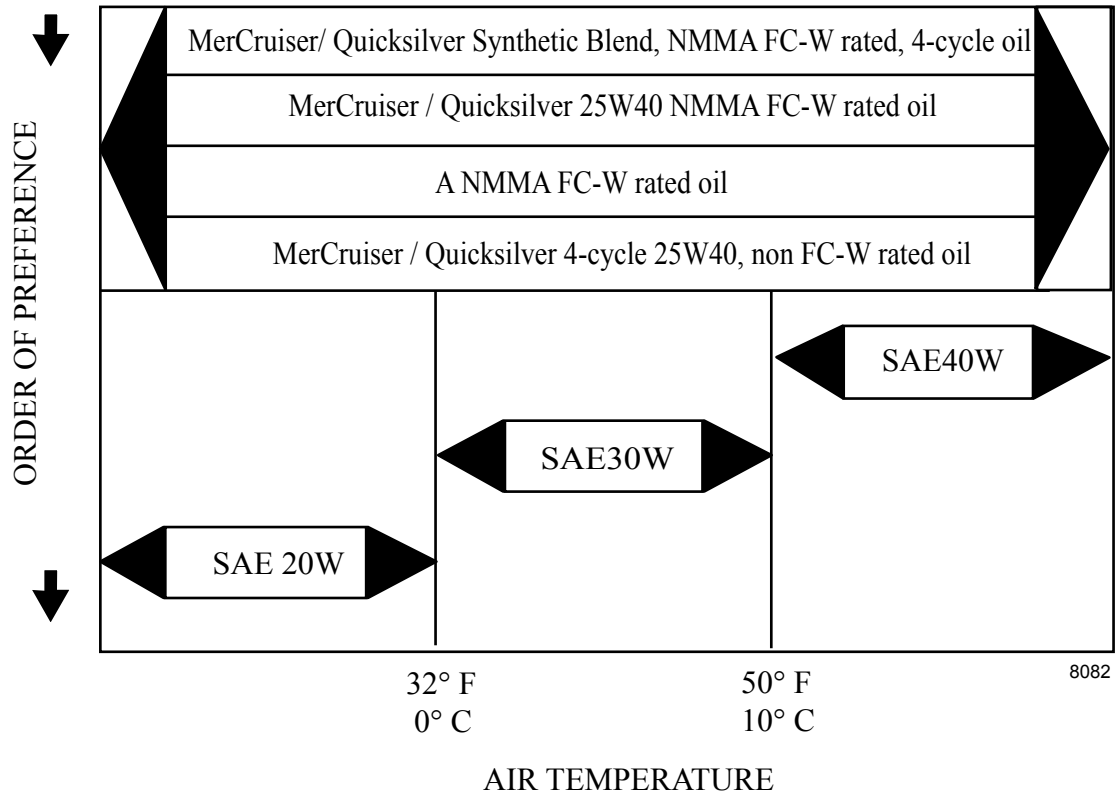 MerCruiser/ Quicksilver Synthetic Blend, NMMA FC-W rated, 4-cycle oil
MerCruiser / Quicksilver 25W40 NMMA FC-W rated oil
A NMMA FC-W rated oil
MerCruiser / Quicksilver 4-cycle 25W40, non FC-W rated oil
ORDER OF PREFERENCE
SAE40W
SAE30W
SAE 20W
32° F
0° C
50° F
10° C
8082
AIR TEMPERATURE